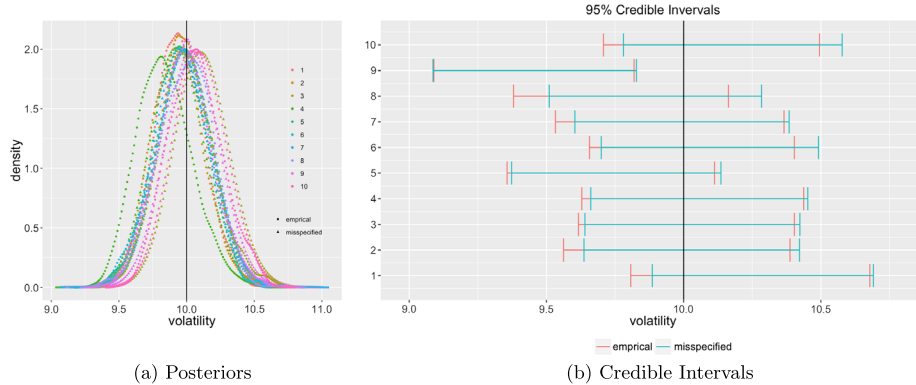 95% Credible Intervals
2.0
1.5
1.0
0.5
0.0
density
9.0 9.5 10.0 10.5 11.0
volatility
1
2
3
4
5
6
7
8
9
10
emprical
misspecified
(a) Posteriors
10
9
8
7
6
5
4
3
2
1
9.0 9.5 10.0 10.5
volatility
emprical misspecified
(b) Credible Intervals